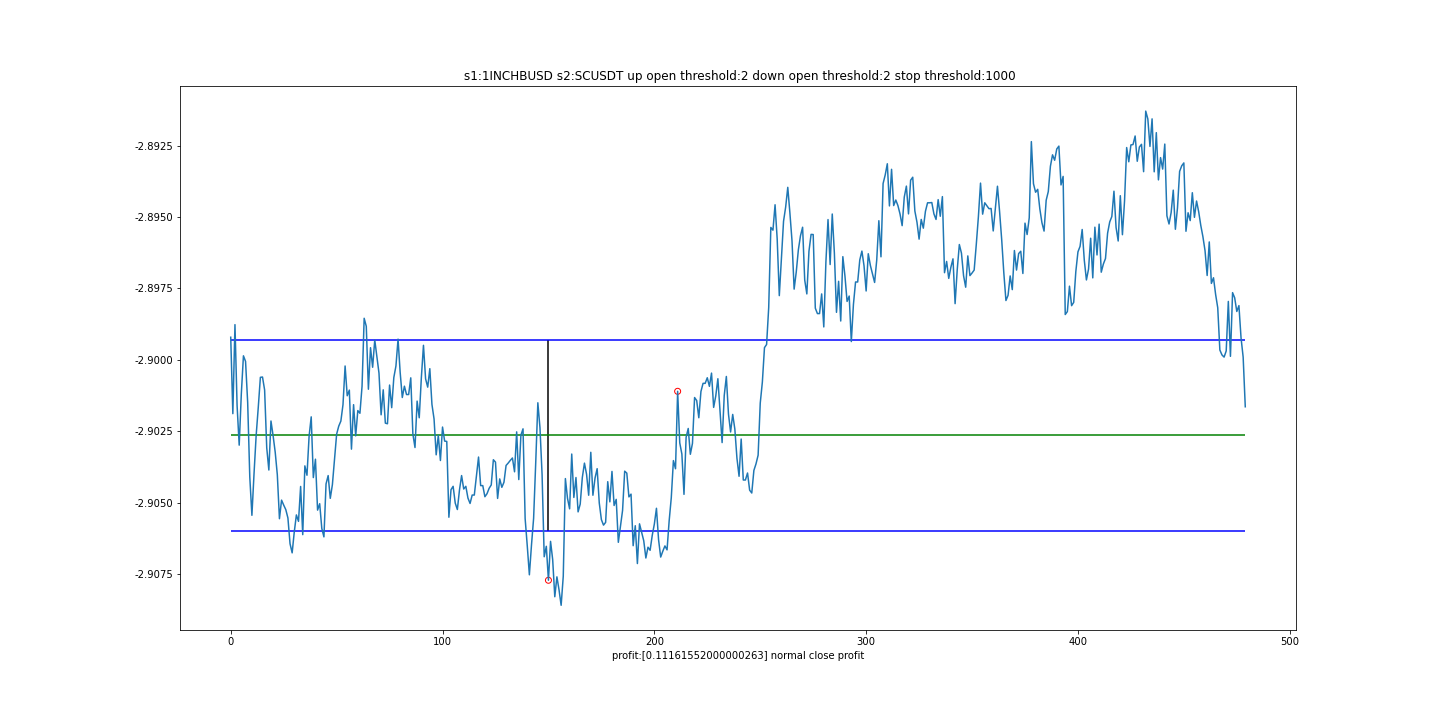 s1:1INCHBUSD s2:SCUSDT up open threshold:2 down open threshold:2 stop threshold:1000
-2.8925
-2.8950
-2.8975
-2.9000
-2.9025
-2.9050
-2.9075
0 100 200 300 400 500
profit:[0.11161552000000263] normal close profit